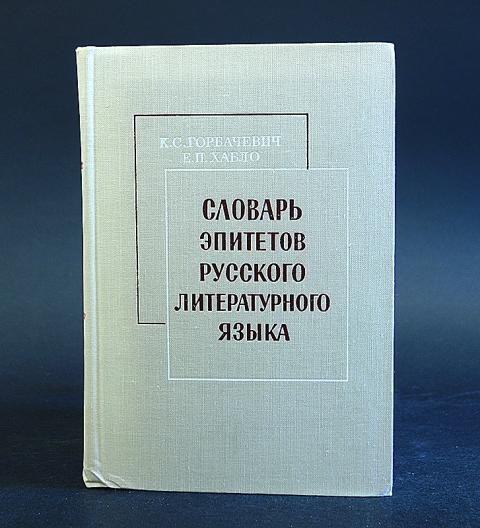 К.С.ГОРБАЧЕВИЧ
Е.П.ХАБЛО
СЛОВАРЬ
ЭПИТЕТОВ
РУССКОГО
ЛИТЕРАТУРНОГО
ЯЗЫКА